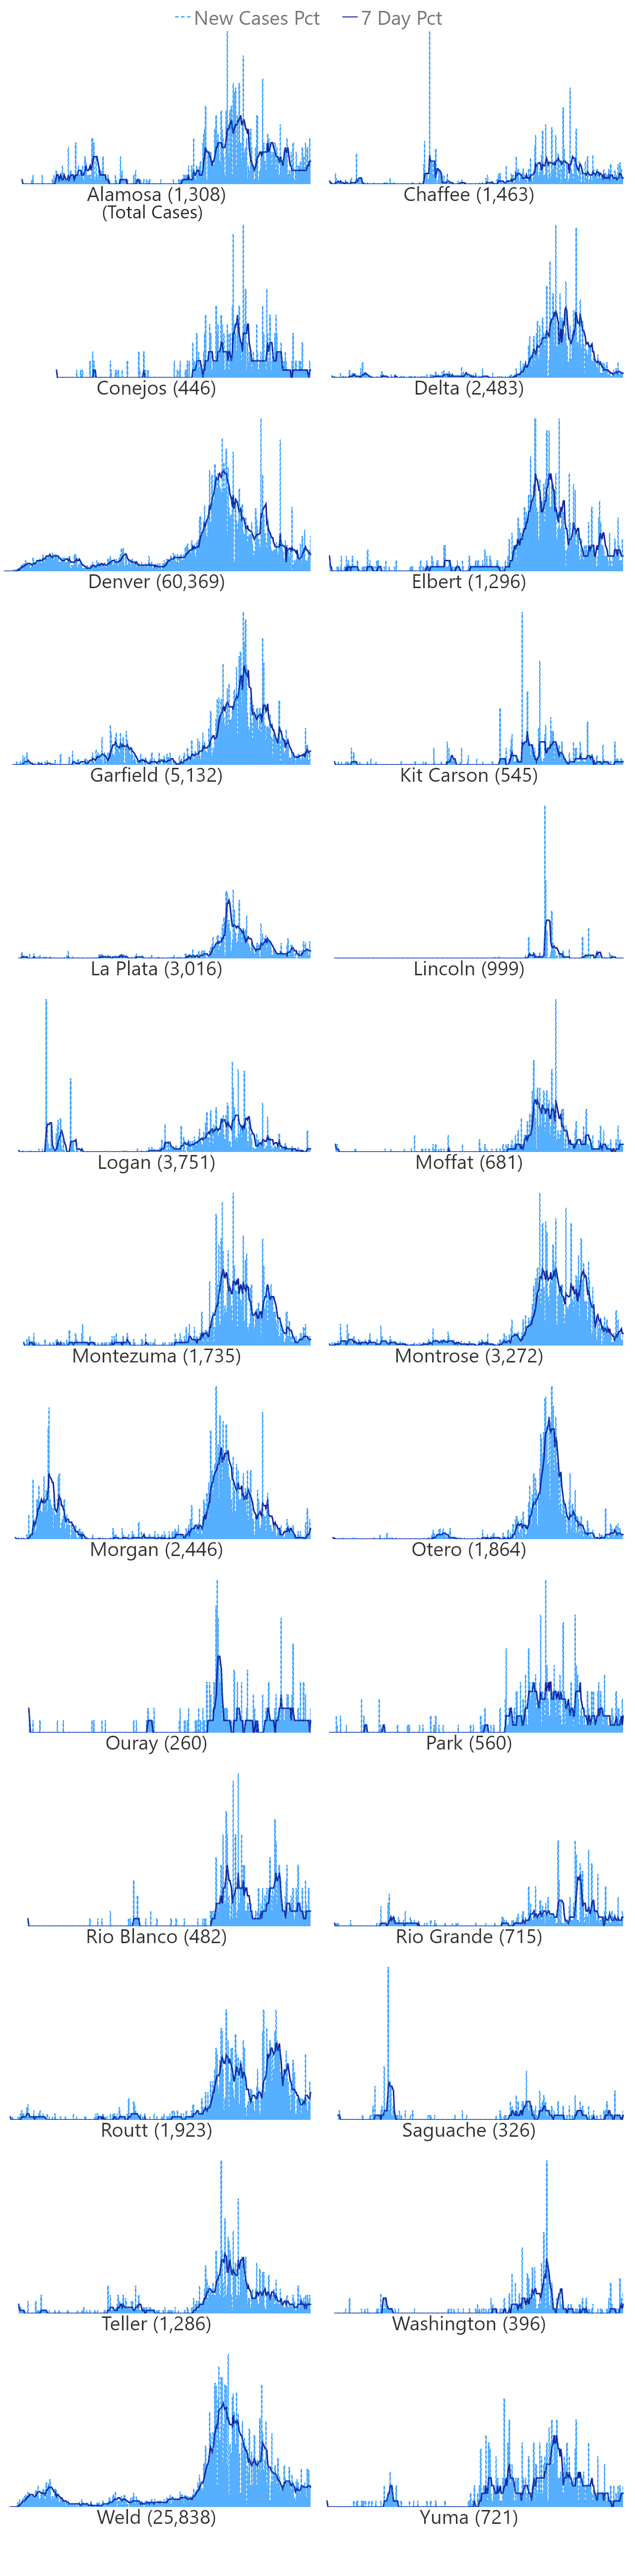 New Cases Pct 7 Day Pct
Alamosa (1,308) Chaffee (1,463)
(Total Cases)
Conejos (446) Delta (2,483)
Denver (60,369) Elbert (1,296)
Garfield (5,132) Kit Carson (545)
La Plata (3,016) Lincoln (999)
Logan (3,751) Moffat (681)
Montezuma (1,735) Montrose (3,272)
Morgan (2,446) Otero (1,864)
Ouray (260) Park (560)
Rio Blanco (482) Rio Grande (715)
Routt (1,923) Saguache (326)
Teller (1,286) Washington (396)
Weld (25,838) Yuma (721)